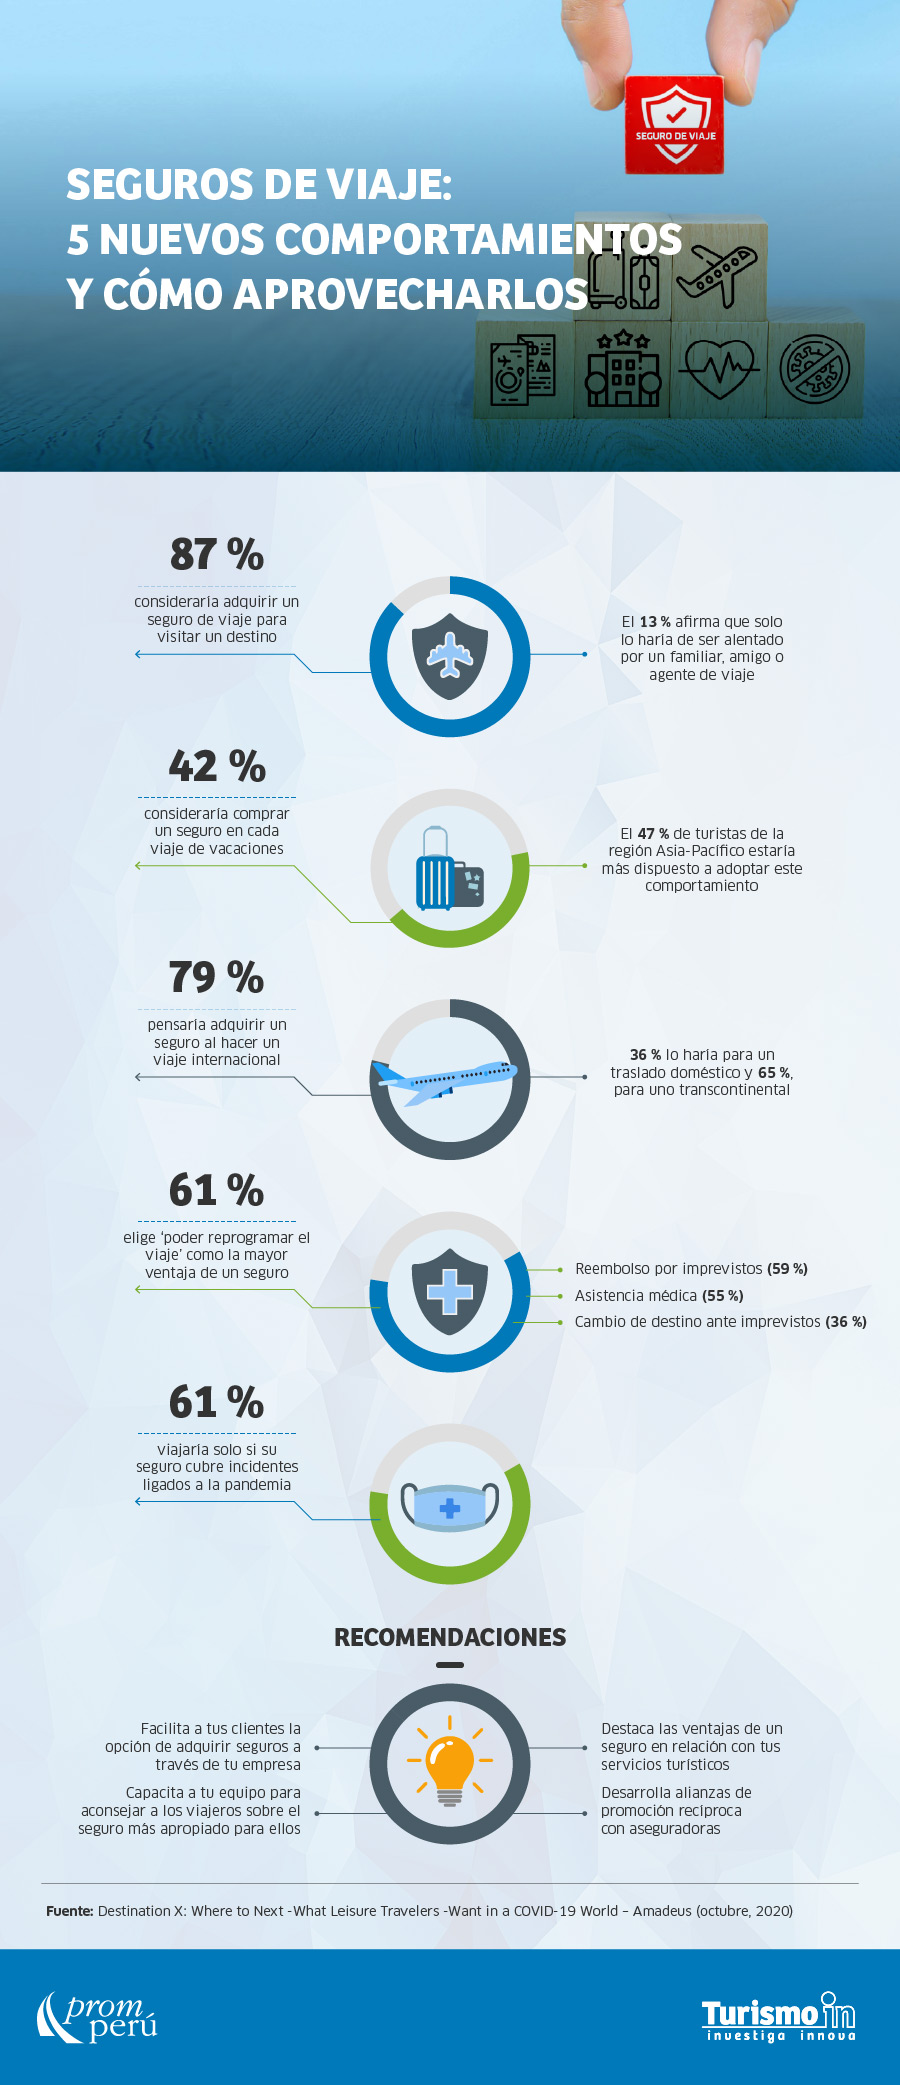 SEGURO DE VIAJE
SEGUROS DE VIAJE:
5 NUEVOS COMPORTAMIENTOS
Y CÓMO APROVECHARLOS
87 %
consideraría adquirir un
seguro de viaje para
visitar un destino
El 13 % afirma que solo
lo haría de ser alentado
por un familiar, amigo o
agente de viaje
42 %
consideraría comprar
un seguro en cada
viaje de vacaciones
El 47 % de turistas de la
región Asia-Pacífico estaría
más dispuesto a adoptar este
comportamiento
79 %
pensaría adquirir un
seguro al hacer un
viaje internacional
36 % lo haría para un
traslado doméstico y 65 %,
para uno transcontinental
61 %
elige ‘poder reprogramar el
viaje’ como la mayor
ventaja de un seguro
Reembolso por imprevistos (59 %)
Asistencia médica (55 %)
Cambio de destino ante imprevistos (36 %)
61 %
viajaría solo si su
seguro cubre incidentes
ligados a la pandemia
RECOMENDACIONES
Facilita a tus clientes la
opción de adquirir seguros a
través de tu empresa
Capacita a tu equipo para
aconsejar a los viajeros sobre el
seguro más apropiado para ellos
Destaca las ventajas de un
seguro en relación con tus
servicios turísticos
Desarrolla alianzas de
promoción recíproca
con aseguradoras
Fuente: Destination X: Where to Next -What Leisure Travelers -Want in a COVID-19 World – Amadeus (octubre, 2020)
prom
perú
Turismo in
investiga innova